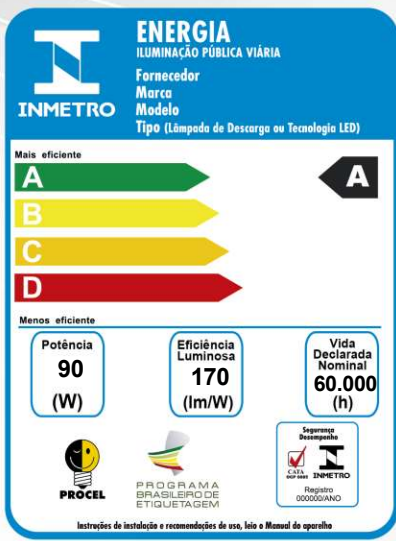 ENERGIA
ILUMINAÇÃO PÚBLICA VIÁRIA
INMETRO
Fornecedor
Marca
Modelo
Tipo (Lâmpada de Descarga ou Tecnologia LED)
Mais eficiente
A
A
B
C
D
Menos eficiente
Potência
90
(W)
Eficiência
Luminosa
170
(lm/W)
Vida
Declarada
Nominal
60.000
(h)
PROCEL
PROGRAMA
BRASILEIRO DE
ETIQUETAGEM
Segurança
Desempenho
INMETRO
Registro
000000/ANO
Instruções de instalação e recomendações de uso, leia o Manual do aparelho